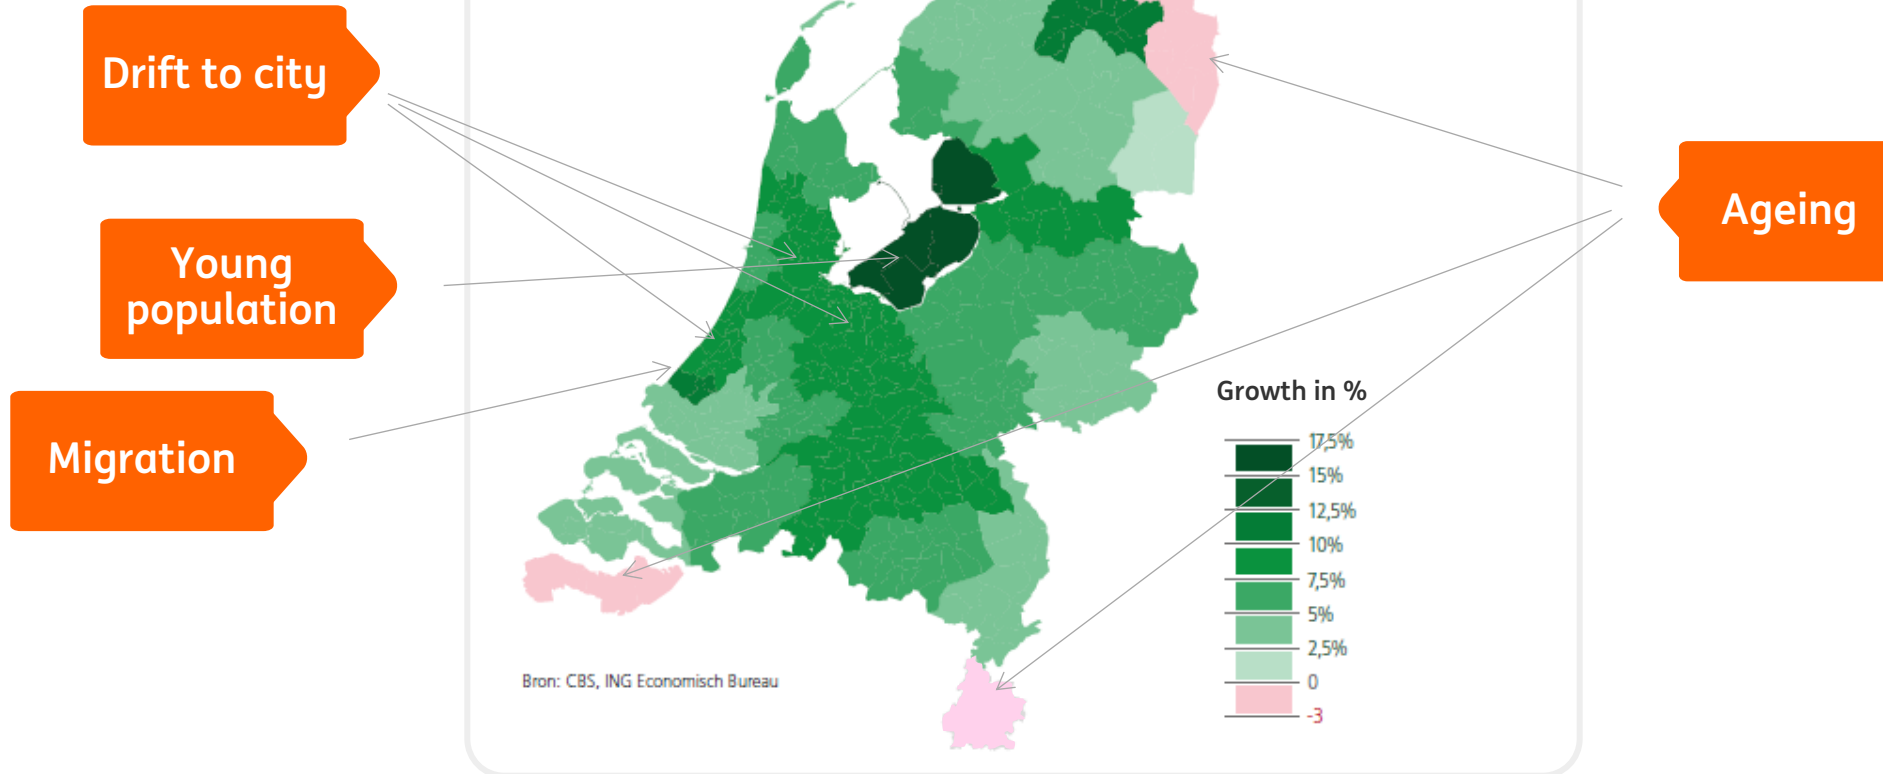 Drift to city
Ageing
Young
population
Growth in %
Migration
17,5%
15%
12,5%
10%
7,5%
5%
2,5%
0
-3
Bron: CBS, ING Economisch Bureau